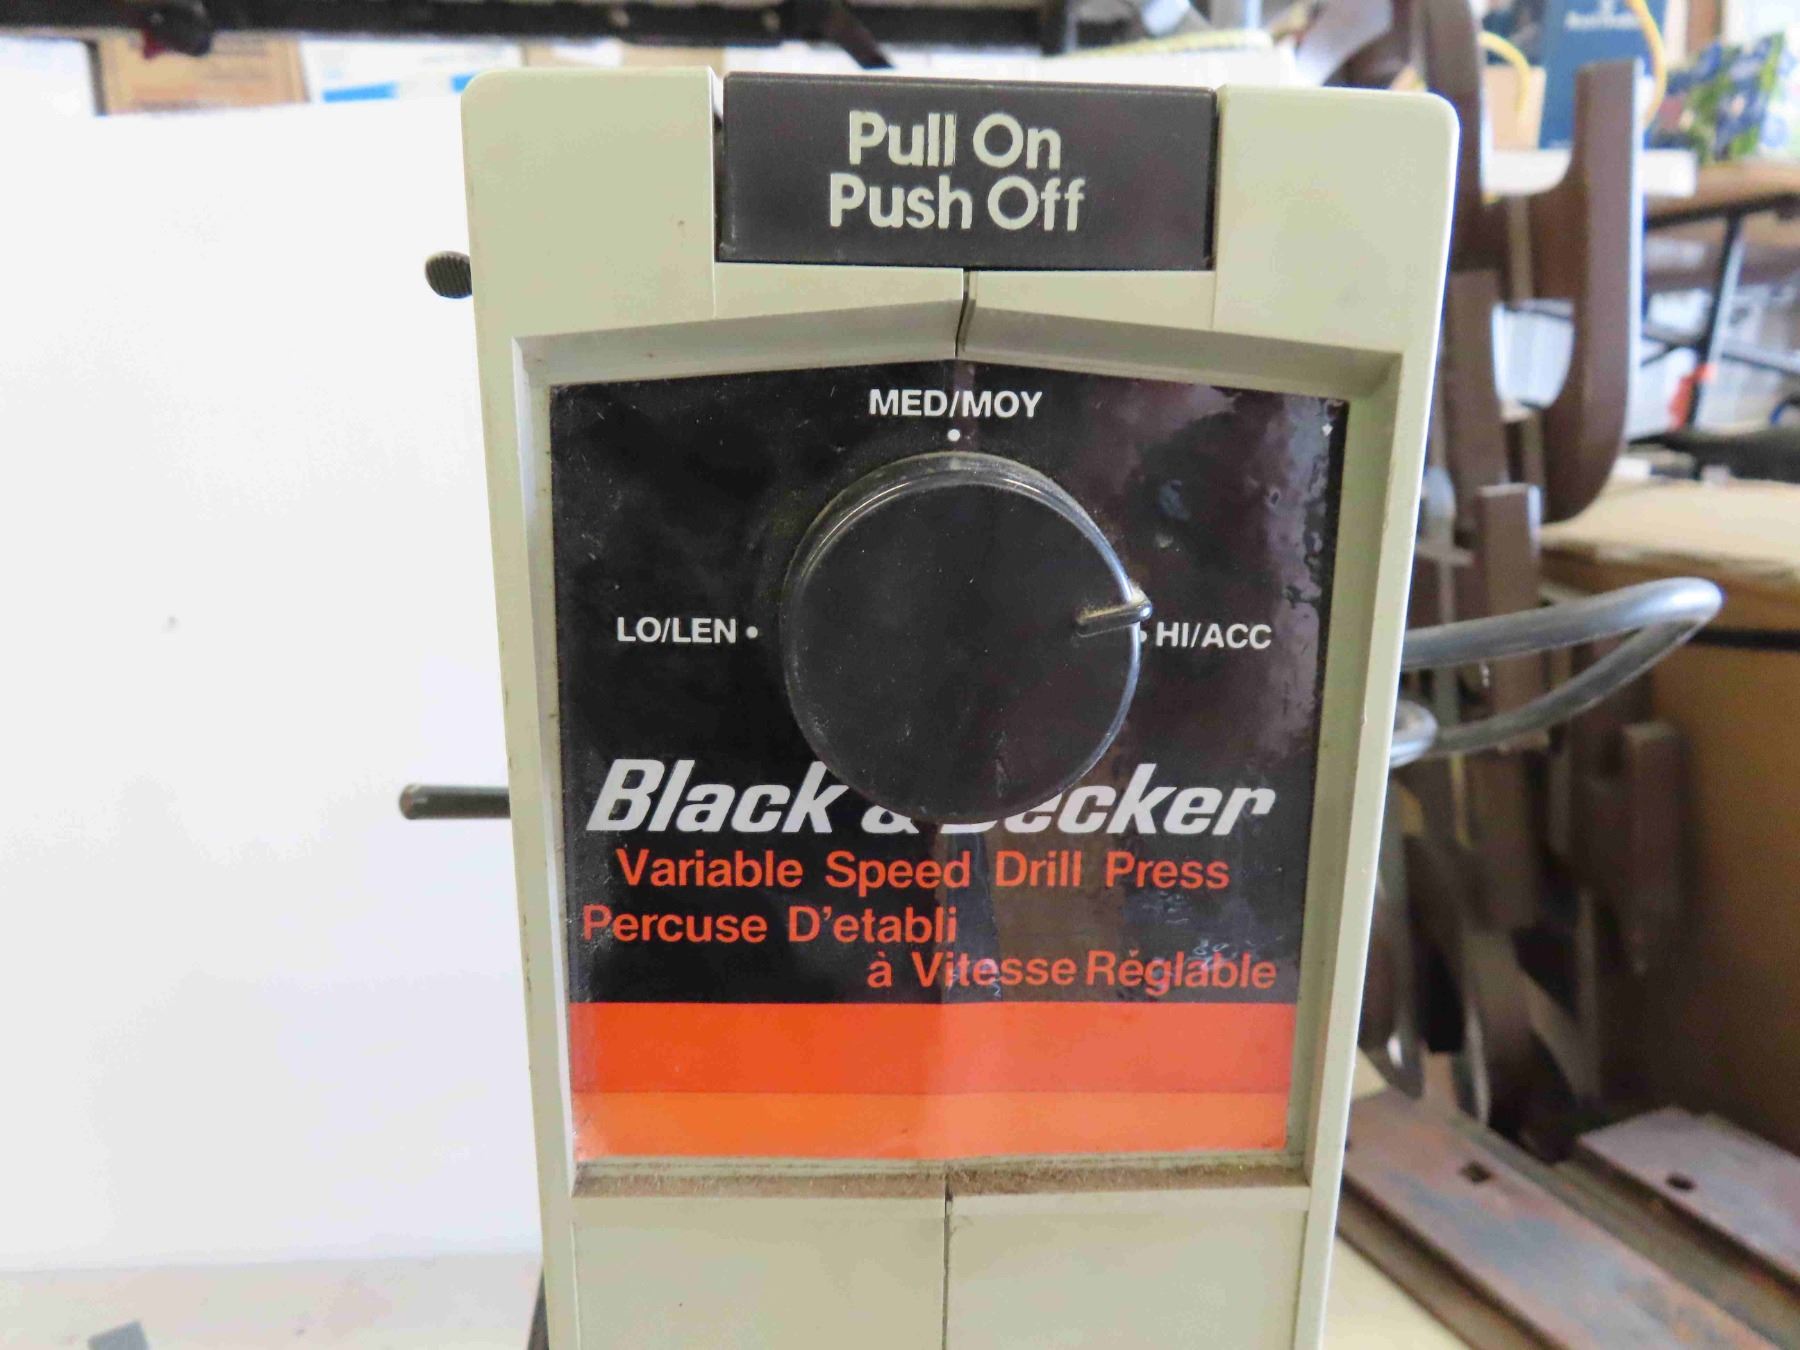 Pull On
Push Off
MED/MOY
LO/LEN
HI/ACC
Black & Decker
Variable Speed Drill Press
Percuse D'etabli
à Vitesse Réglable